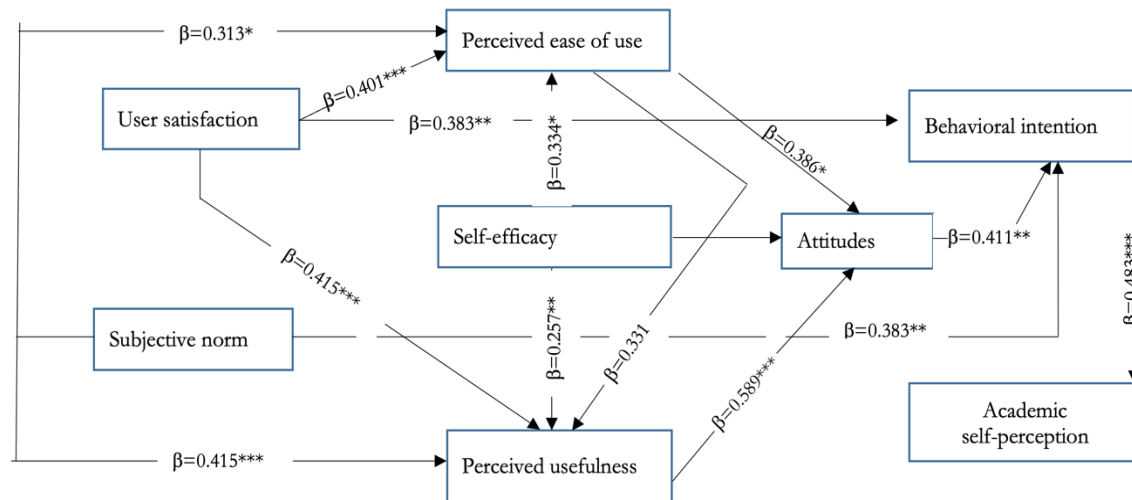 β=0.313*
Perceived ease of use
β=0.401***
User satisfaction
β=0.383**
Behavioral intention
β=0.334*
β=0.386*
Self-efficacy
Attitudes
β=0.411**
β=0.415***
β=0.257**
β=0.331
β=0.483***
Subjective norm
β=0.383**
β=0.589***
Academic
self-perception
β=0.415***
Perceived usefulness